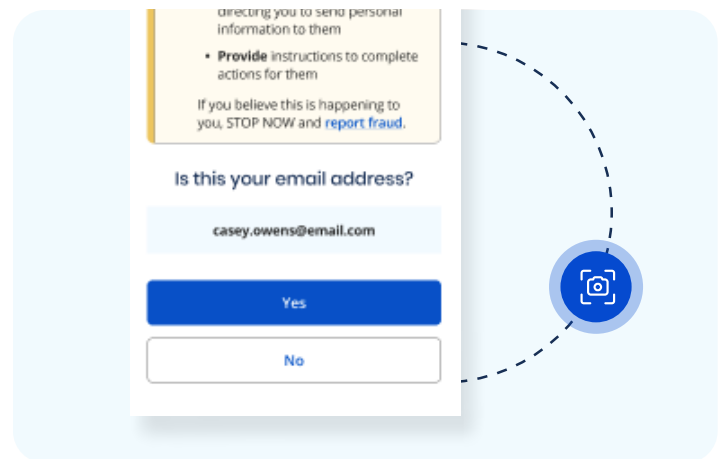 directing you to send personal
information to them
• Provide instructions to complete
actions for them
If you believe this is happening to
you, STOP NOW and report fraud.
Is this your email address?
casey.owens@email.com
Yes
No